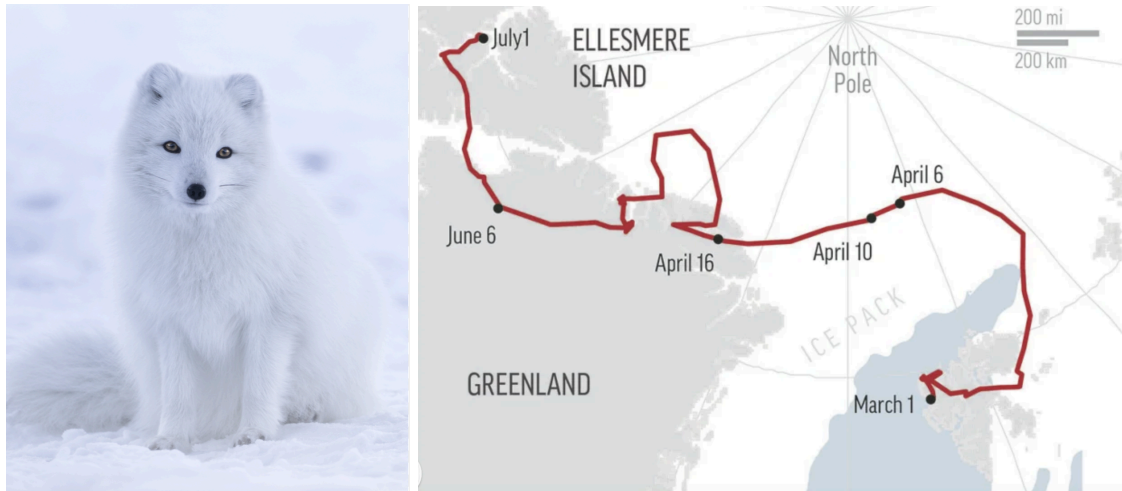 July1
ELLESMERE
ISLAND
North
Pole
200 mi
200 km
April 6
June 6
April 16
April 10
ICE PACK
GREENLAND
March 1